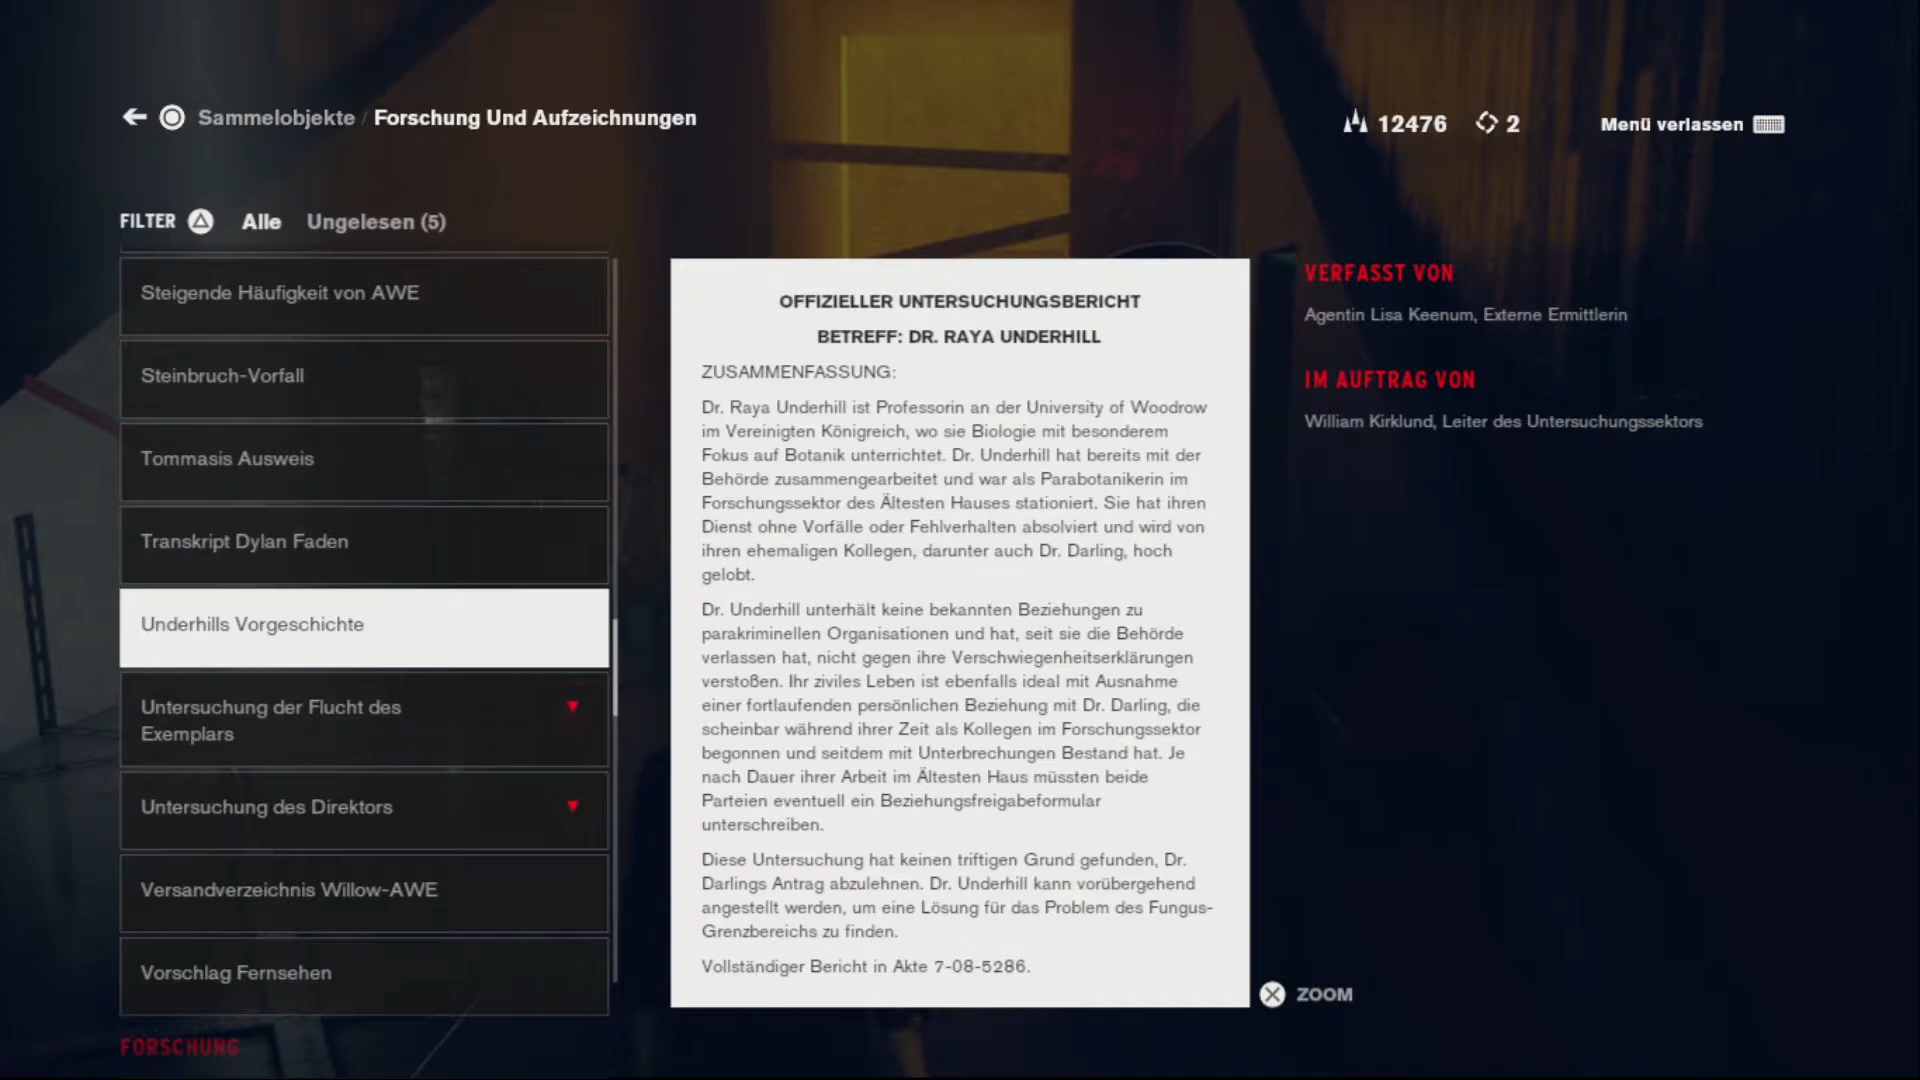 Sammelobjekte / Forschung Und Aufzeichnungen
12476
2
Menü verlassen
FILTER Alle Ungelesen (5)
Steigende Häufigkeit von AWE
Steinbruch-Vorfall
Tommasis Ausweis
Transkript Dylan Faden
Underhills Vorgeschichte
Untersuchung der Flucht des
Exemplars
Untersuchung des Direktors
Versandverzeichnis Willow-AWE
Vorschlag Fernsehen
FORSCHUNG
OFFIZIELLER UNTERSUCHUNGSBERICHT
BETREFF: DR. RAYA UNDERHILL
ZUSAMMENFASSUNG:
Dr. Raya Underhill ist Professorin an der University of Woodrow
im Vereinigten Königreich, wo sie Biologie mit besonderem
Fokus auf Botanik unterrichtet. Dr. Underhill hat bereits mit der
Behörde zusammengearbeitet und war als Parabotanikerin im
Forschungssektor des Ältesten Hauses stationiert. Sie hat ihren
Dienst ohne Vorfälle oder Fehlverhalten absolviert und wird von
ihren ehemaligen Kollegen, darunter auch Dr. Darling, hoch
gelobt.
Dr. Underhill unterhält keine bekannten Beziehungen zu
parakriminellen Organisationen und hat, seit sie die Behörde
verlassen hat, nicht gegen ihre Verschwiegenheitserklärungen
verstoßen. Ihr ziviles Leben ist ebenfalls ideal mit Ausnahme
einer fortlaufenden persönlichen Beziehung mit Dr. Darling, die
scheinbar während ihrer Zeit als Kollegen im Forschungssektor
begonnen und seitdem mit Unterbrechungen Bestand hat. Je
nach Dauer ihrer Arbeit im Ältesten Haus müssten beide
Parteien eventuell ein Beziehungsfreigabeformular
unterschreiben.
Diese Untersuchung hat keinen triftigen Grund gefunden, Dr.
Darlings Antrag abzulehnen. Dr. Underhill kann vorübergehend
angestellt werden, um eine Lösung für das Problem des Fungus-
Grenzbereichs zu finden.
Vollständiger Bericht in Akte 7-08-5286.
ZOOM
VERFASST VON
Agentin Lisa Keenum, Externe Ermittlerin
IM AUFTRAG VON
William Kirklund, Leiter des Untersuchungssektors